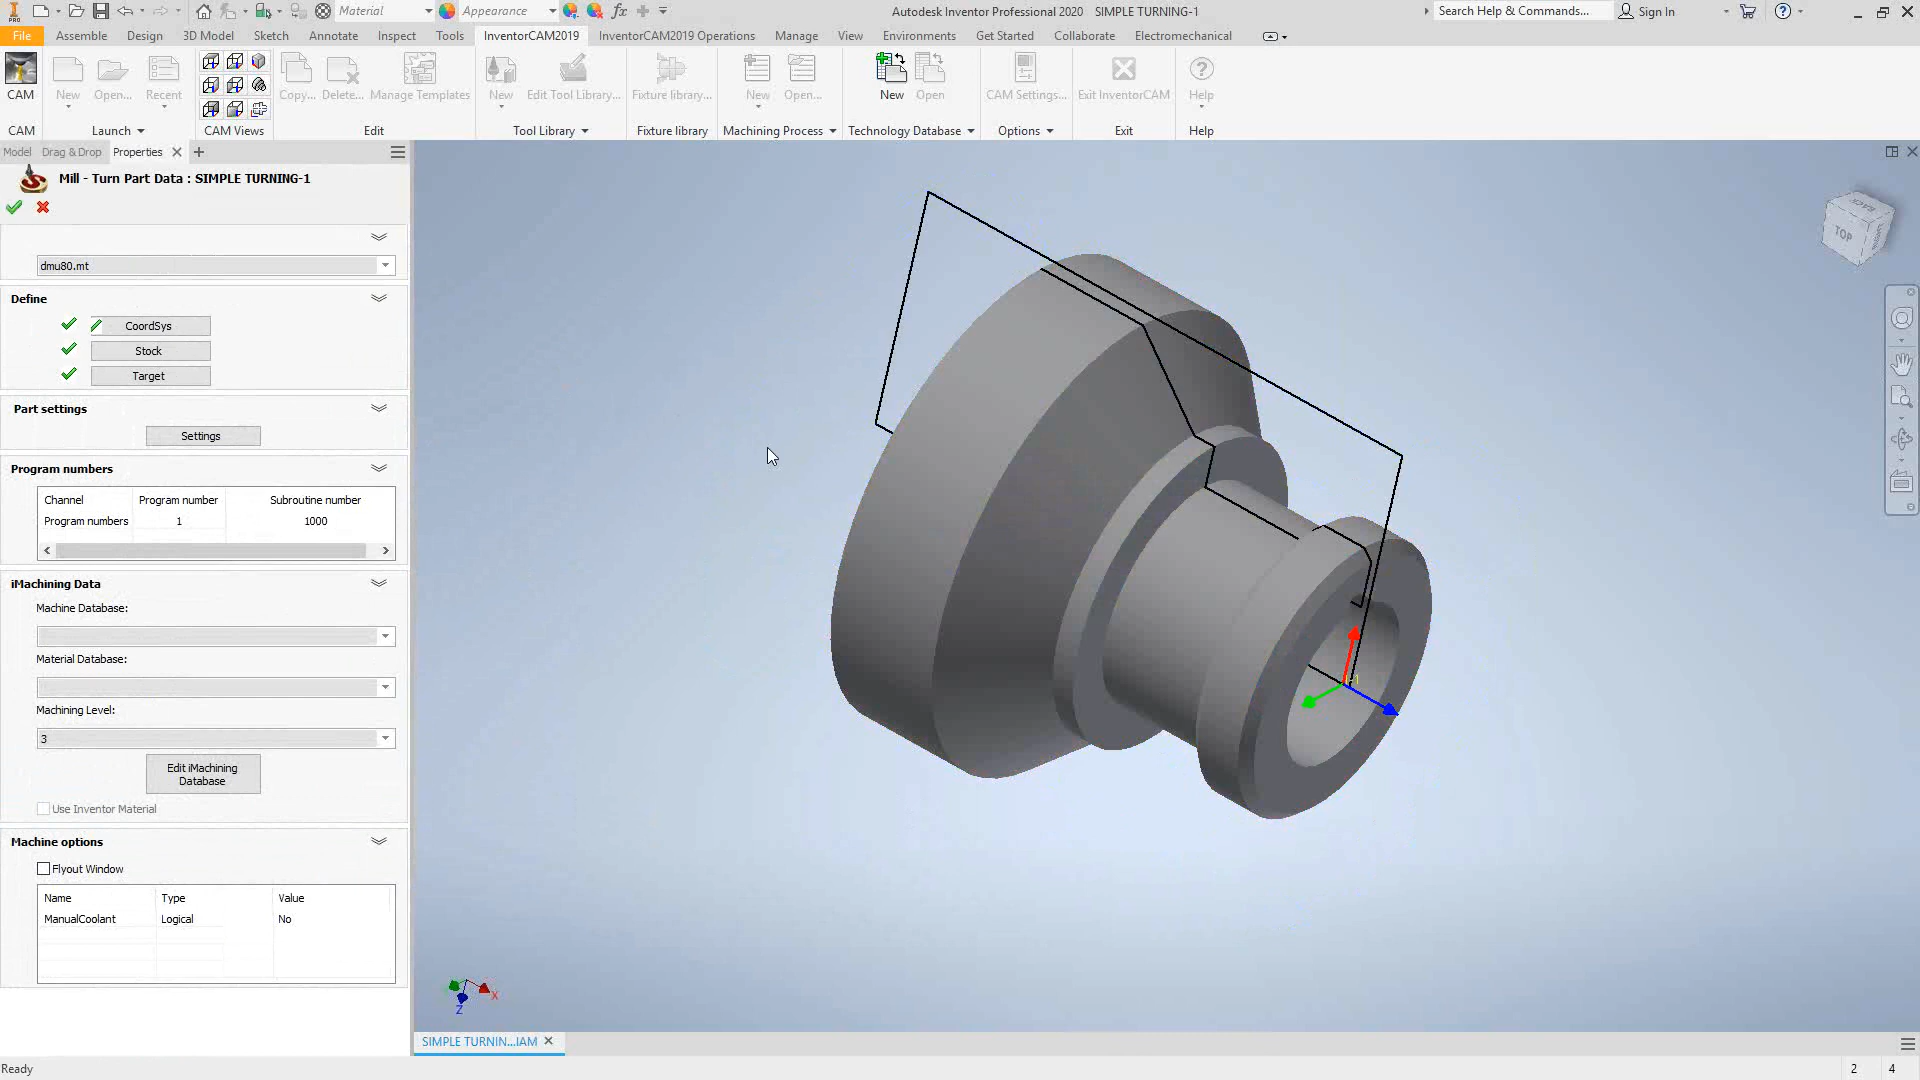 Material
Appearance
Autodesk Inventor Professional 2020 SIMPLE TURNING-1
Search Help & Commands...
Sign In
File
Assemble
Design
3D Model
Sketch
Annotate
Inspect
Tools
InventorCAM2019
InventorCAM2019 Operations
Manage
View
Environments
Get Started
Collaborate
Electromechanical
CAM
New
Open...
Recent
Copy...
Delete...
Manage Templates
New
Edit Tool Library...
Fixture library...
New
Open...
New
Open
CAM Settings...
Exit InventorCAM
Help
CAM
Launch
CAM Views
Edit
Tool Library
Fixture library
Machining Process
Technology Database
Options
Exit
Help
Model
Drag & Drop
Properties
Mill - Turn Part Data : SIMPLE TURNING-1
dmu80.mt
Define
CoordSys
Stock
Target
Part settings
Settings
Program numbers
Channel Program number Subroutine number
Program numbers 1 1000
iMachining Data
Machine Database:
Material Database:
Machining Level:
3
Edit iMachining
Database
Use Inventor Material
Machine options
Flyout Window
Name Type Value
ManualCoolant Logical No
TOP
BACK
X
Z
SIMPLE TURNIN...IAM
Ready
2 4